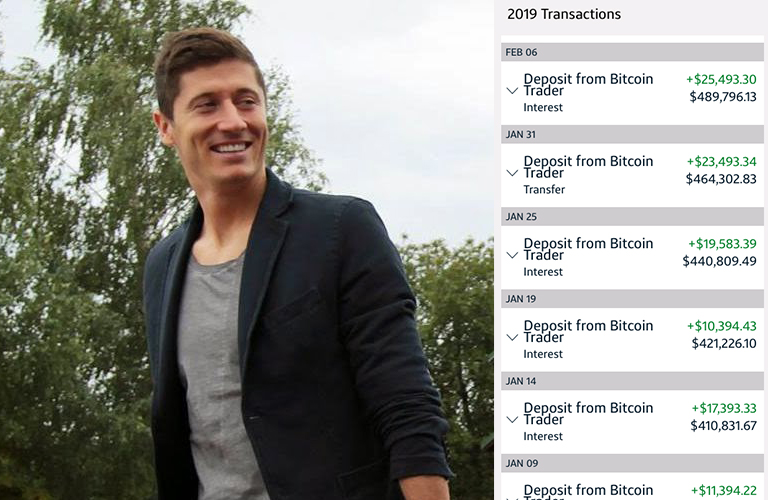 2019 Transactions
FEB 06
Deposit from Bitcoin +$25,493.30
Trader $489,796.13
Interest
JAN 31
Deposit from Bitcoin +$23,493.34
Trader $464,302.83
Transfer
JAN 25
Deposit from Bitcoin +$19,583.39
Trader $440,809.49
Interest
JAN 19
Deposit from Bitcoin +$10,394.43
Trader $421,226.10
Interest
JAN 14
Deposit from Bitcoin +$17,393.33
Trader $410,831.67
Interest
JAN 09
Deposit from Bitcoin +$11,394.22